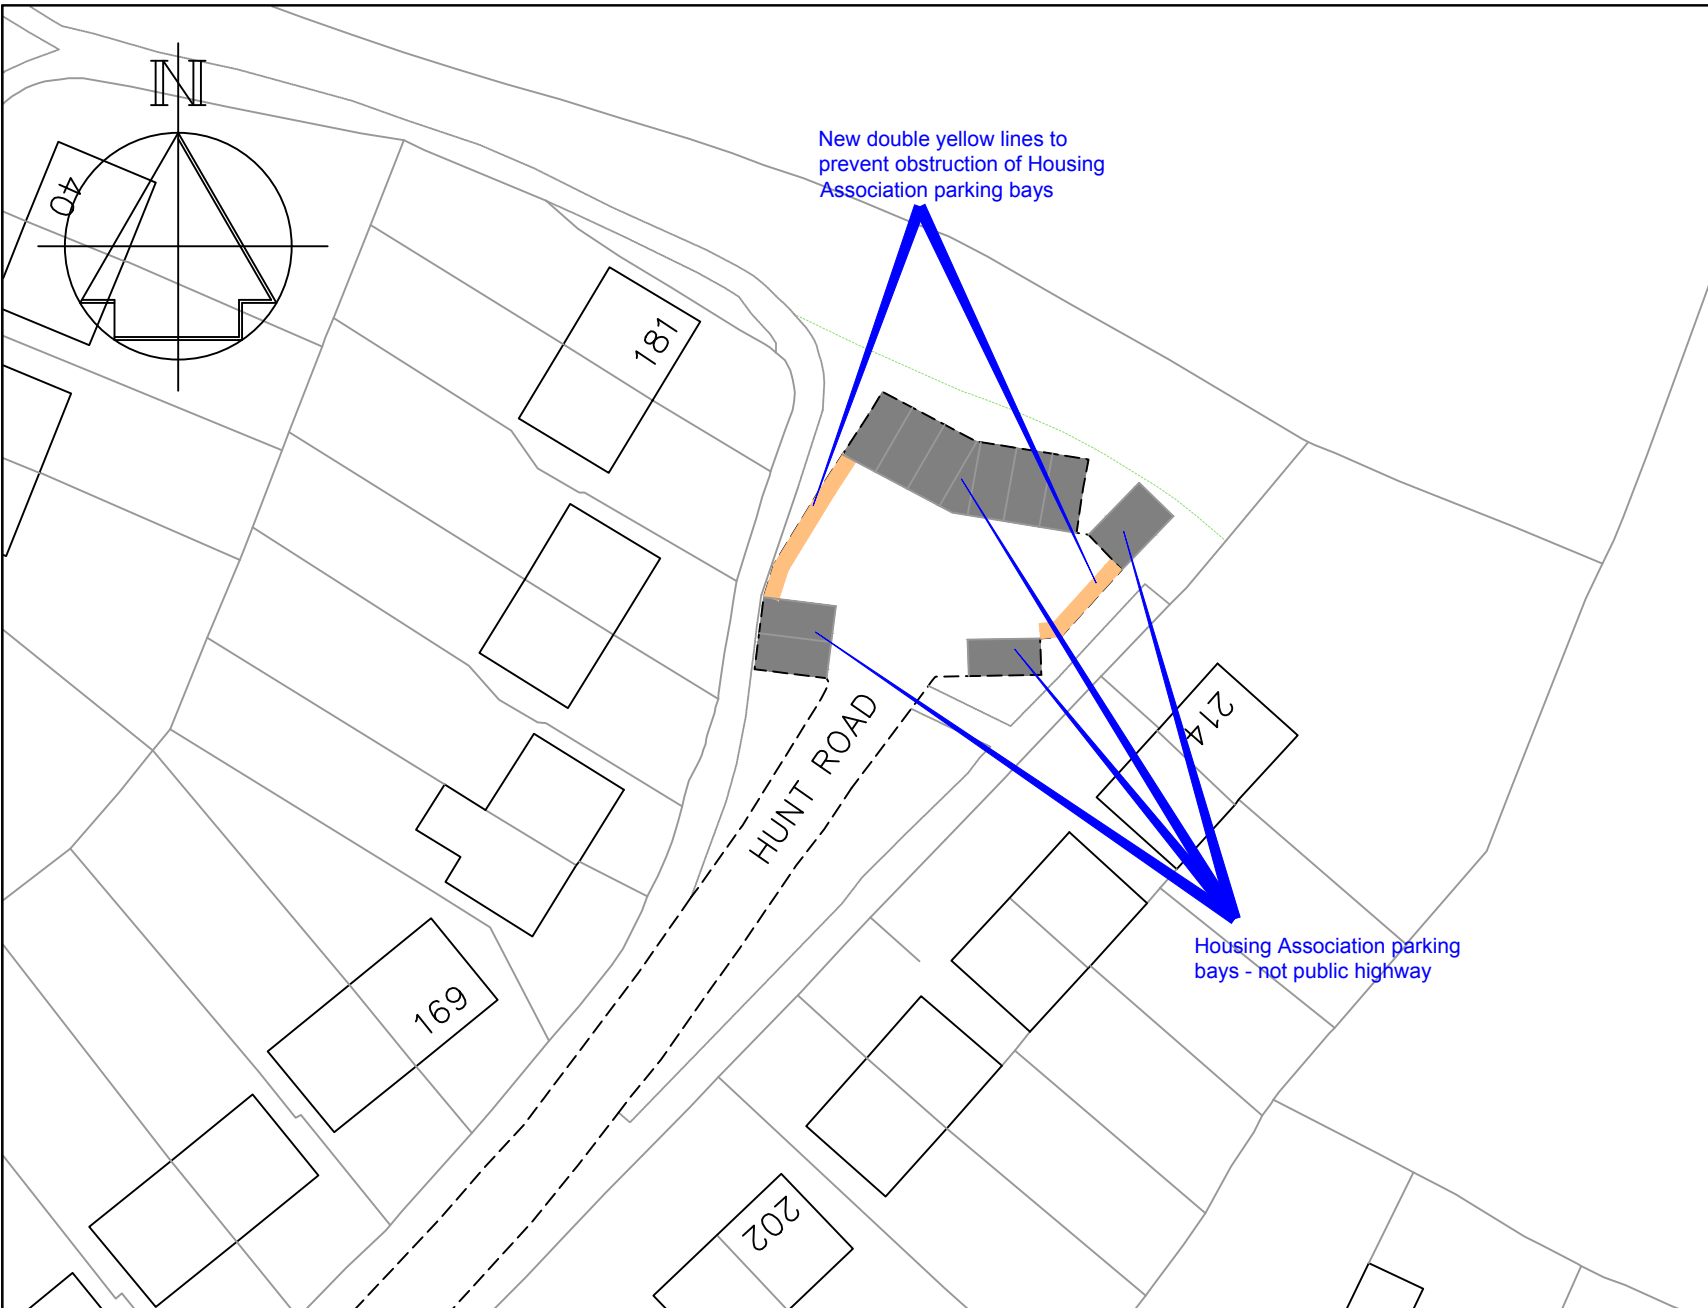 N
New double yellow lines to
prevent obstruction of Housing
Association parking bays
40
181
214
HUNT ROAD
Housing Association parking
bays - not public highway
169
202